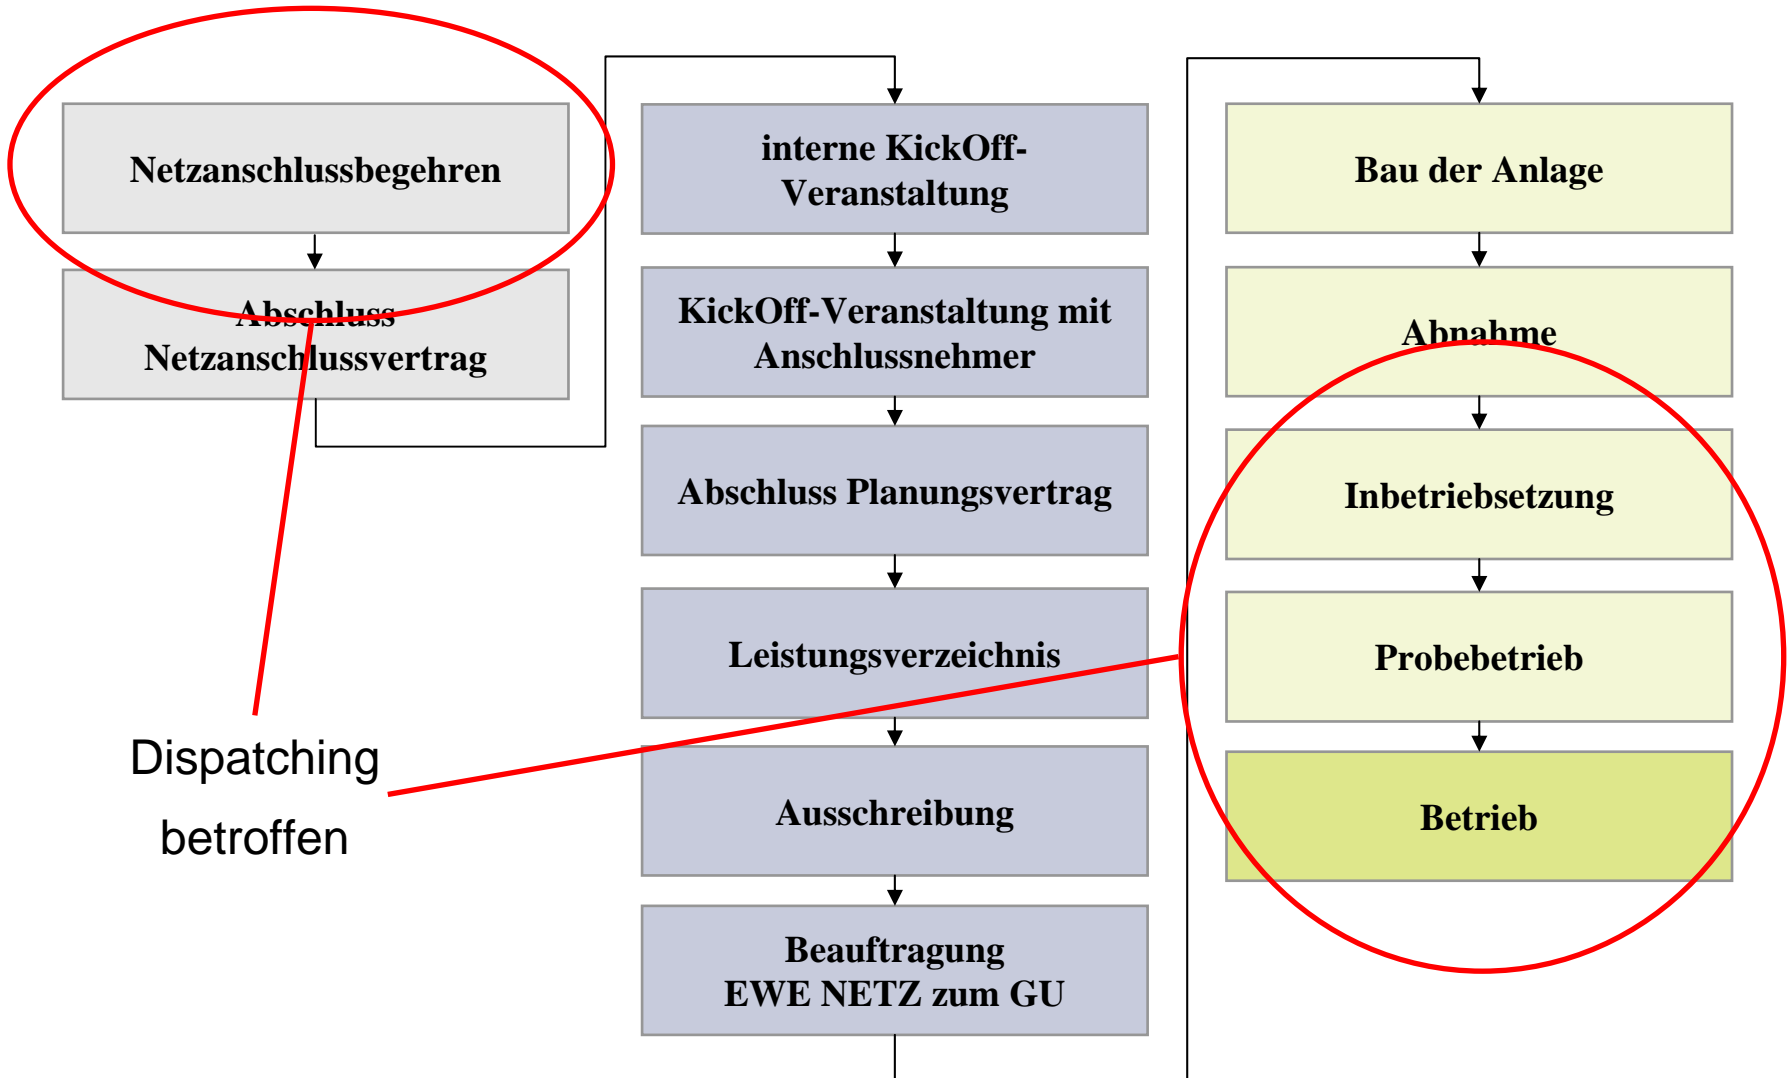 Netzanschlussbegehren
Abschluss
Netzanschlussvertrag
Dispatching
betroffen
interne KickOff-
Veranstaltung
KickOff-Veranstaltung mit
Anschlussnehmer
Abschluss Planungsvertrag
Leistungsverzeichnis
Ausschreibung
Beauftragung
EWE NETZ zum GU
Bau der Anlage
Abnahme
Inbetriebsetzung
Probebetrieb
Betrieb